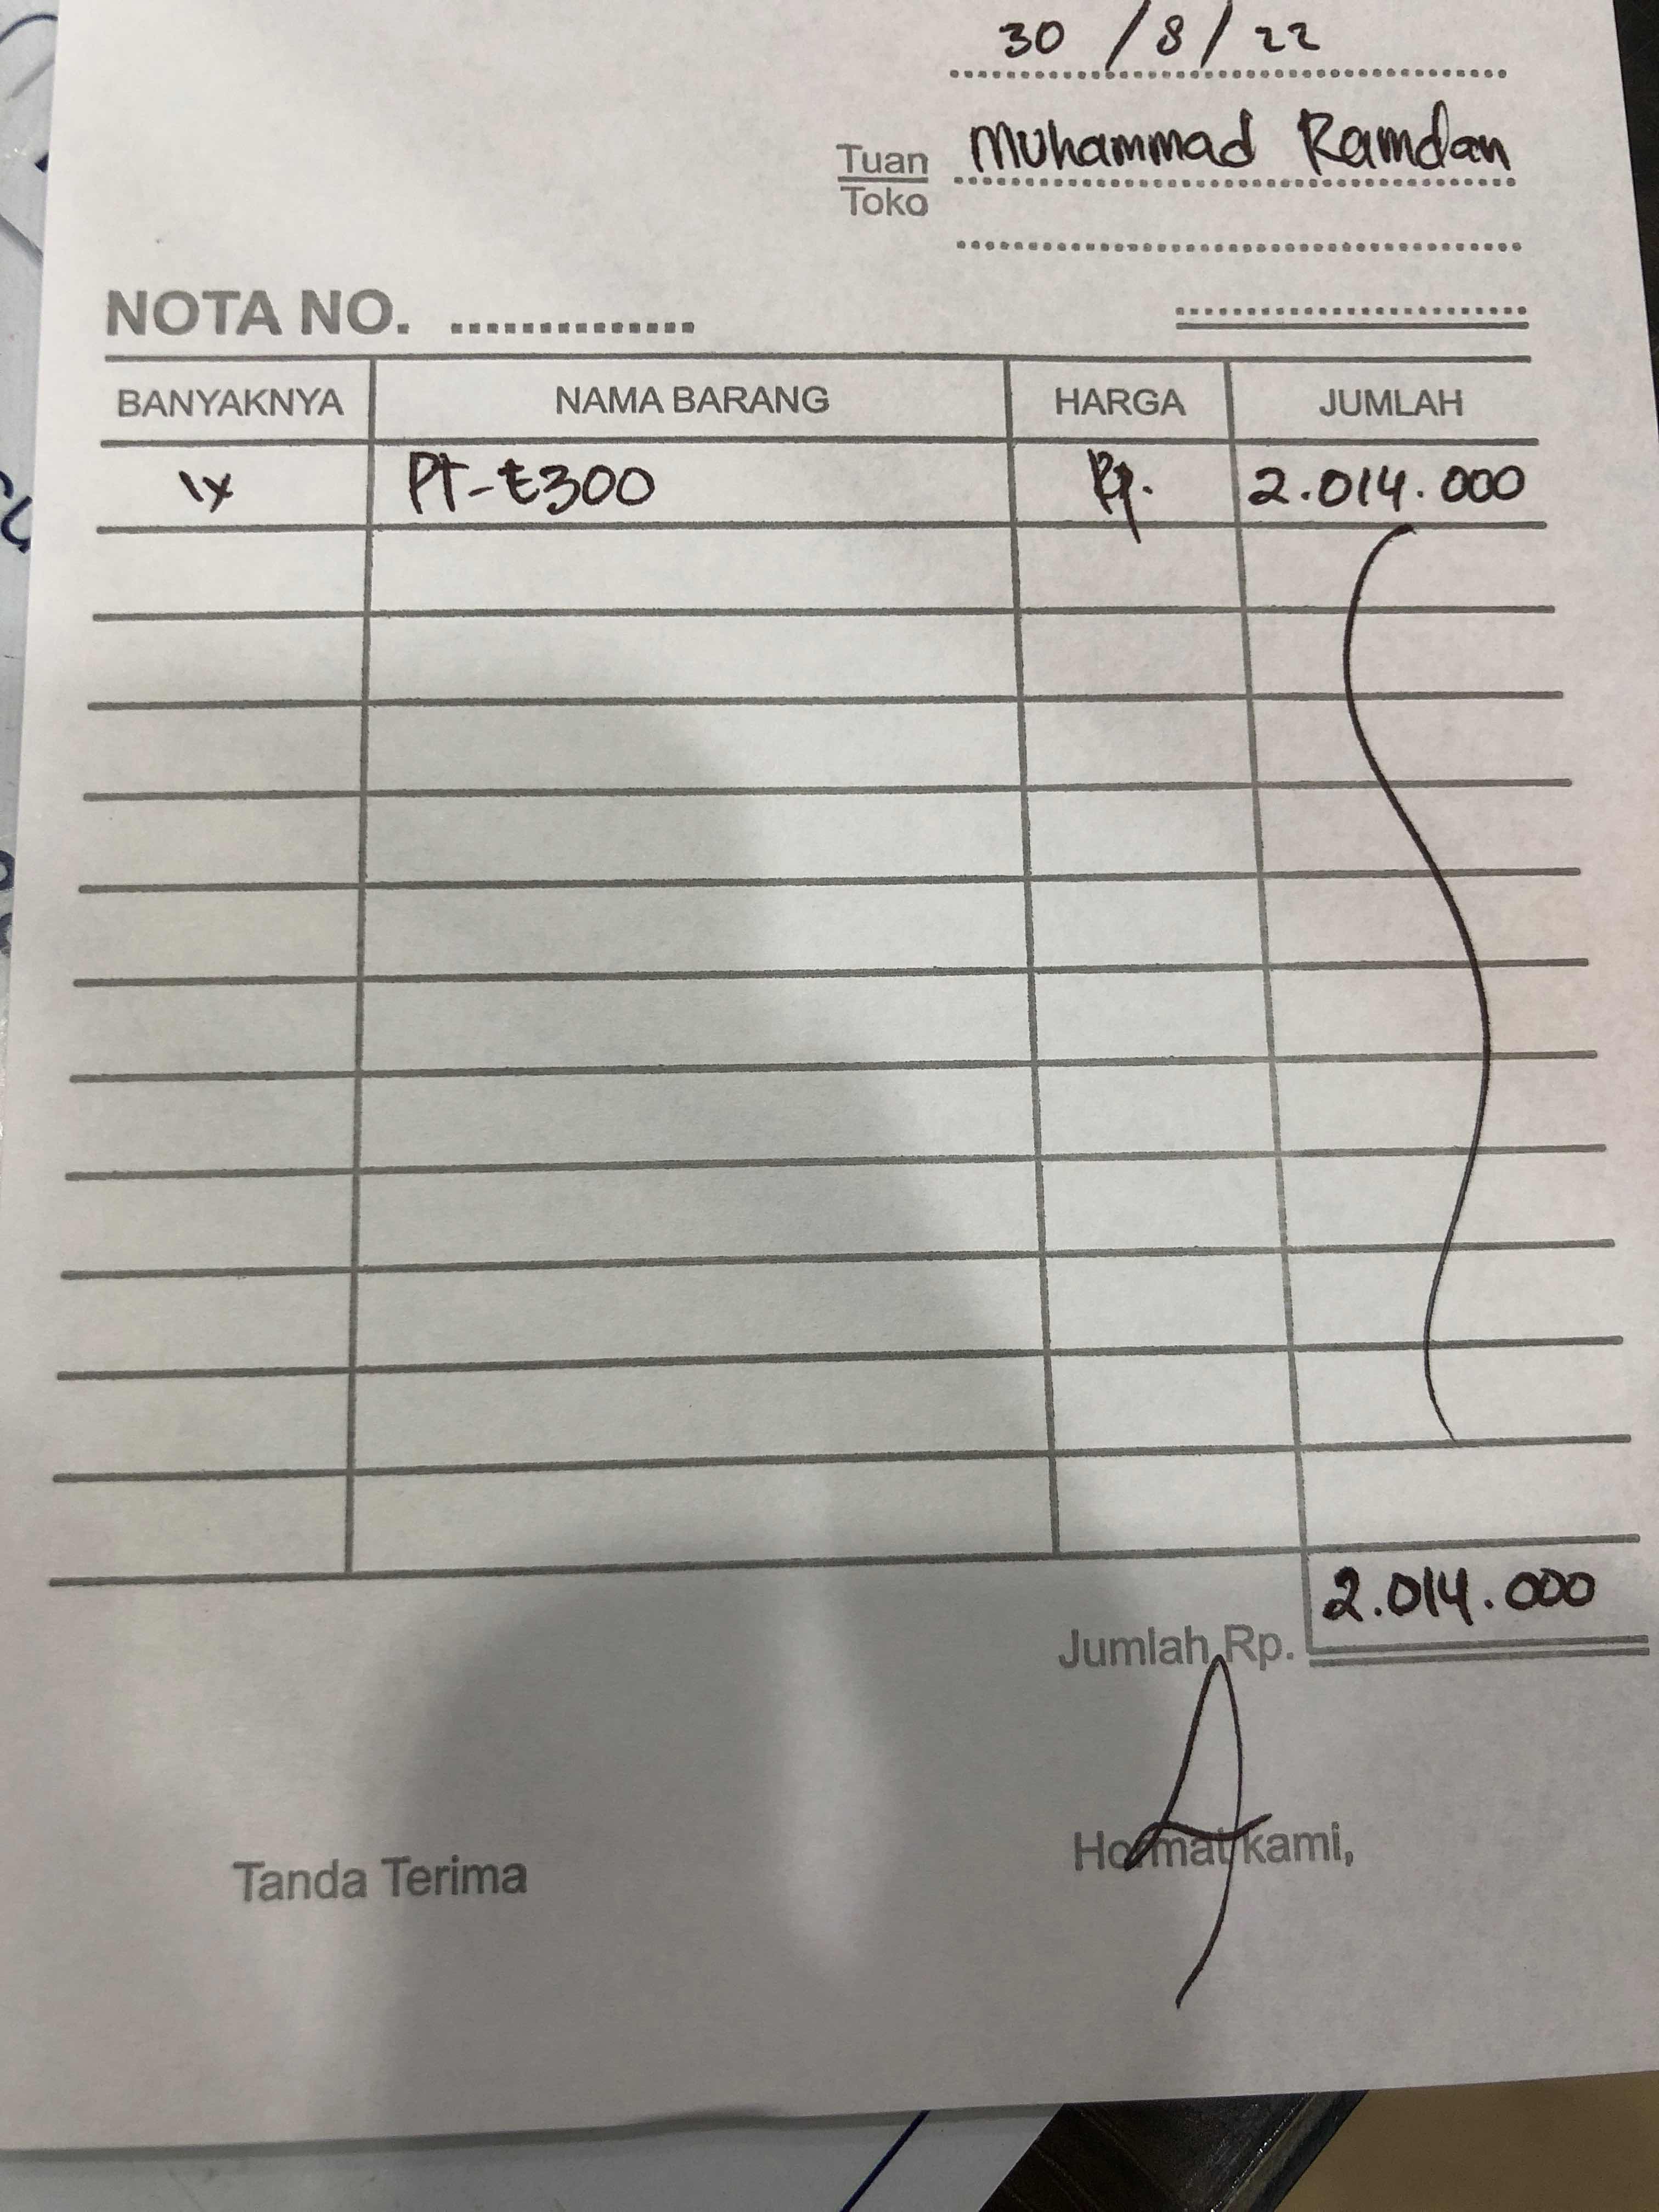 30 / 8 / 22
Tuan Muhammad Ramdan
Toko
NOTA NO. ..............
BANYAKNYA NAMA BARANG HARGA JUMLAH
1x PT-E300 Rp. 2.014.000
Jumlah Rp. 2.014.000
Tanda Terima Hormat kami,